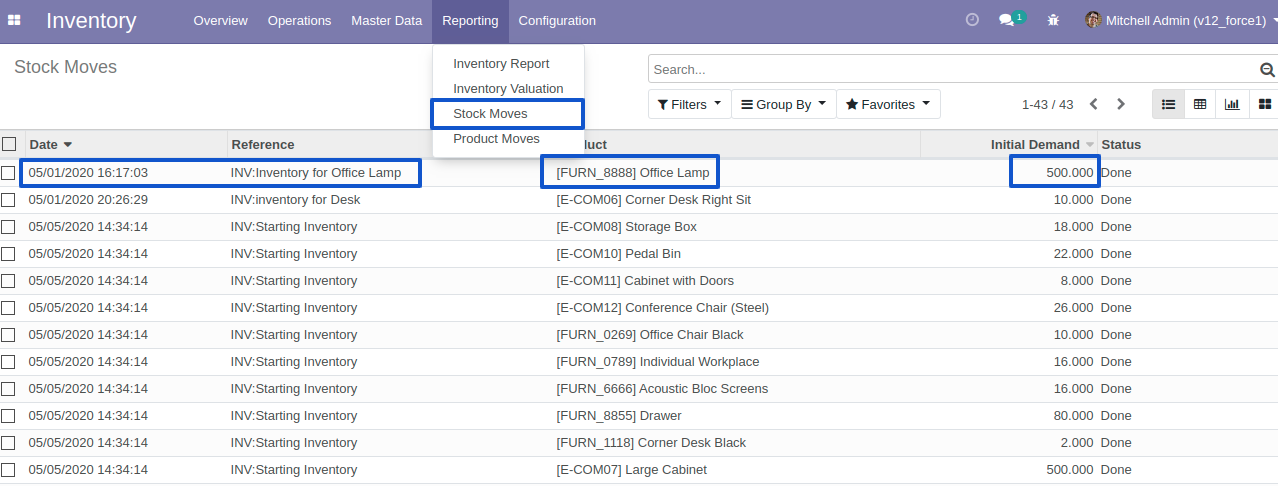 Inventory Overview Operations Master Data Reporting Configuration 1 Mitchell Admin (v12_force1)
Stock Moves
Inventory Report
Inventory Valuation
Stock Moves
Product Moves
Search...
Filters Group By Favorites 1-43 / 43
Date Reference uct Initial Demand Status
05/01/2020 16:17:03 INV:Inventory for Office Lamp [FURN_8888] Office Lamp 500.000 Done
05/01/2020 20:26:29 INV:inventory for Desk [E-COM06] Corner Desk Right Sit 10.000 Done
05/05/2020 14:34:14 INV:Starting Inventory [E-COM08] Storage Box 18.000 Done
05/05/2020 14:34:14 INV:Starting Inventory [E-COM10] Pedal Bin 22.000 Done
05/05/2020 14:34:14 INV:Starting Inventory [E-COM11] Cabinet with Doors 8.000 Done
05/05/2020 14:34:14 INV:Starting Inventory [E-COM12] Conference Chair (Steel) 26.000 Done
05/05/2020 14:34:14 INV:Starting Inventory [FURN_0269] Office Chair Black 10.000 Done
05/05/2020 14:34:14 INV:Starting Inventory [FURN_0789] Individual Workplace 16.000 Done
05/05/2020 14:34:14 INV:Starting Inventory [FURN_6666] Acoustic Bloc Screens 16.000 Done
05/05/2020 14:34:14 INV:Starting Inventory [FURN_8855] Drawer 80.000 Done
05/05/2020 14:34:14 INV:Starting Inventory [FURN_1118] Corner Desk Black 2.000 Done
05/05/2020 14:34:14 INV:Starting Inventory [E-COM07] Large Cabinet 500.000 Done